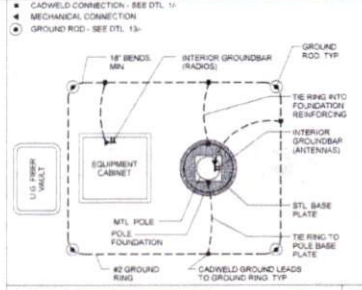 CADWELD CONNECTION - SEE DTL 1/-
MECHANICAL CONNECTION
GROUND ROD - SEE DTL 13/-
18" BENDS,
MIN
INTERIOR GROUNDBAR
(RADIOS)
GROUND
ROD, TYP
TIE RING INTO
FOUNDATION
REINFORCING
INTERIOR
GROUNDBAR
(ANTENNAS)
EQUIPMENT
CABINET
U.G. FIBER
VAULT
STL BASE
PLATE
MTL POLE
POLE
FOUNDATION
TIE RING TO
POLE BASE
PLATE
#2 GROUND
RING
CADWELD GROUND LEADS
TO GROUND RING, TYP